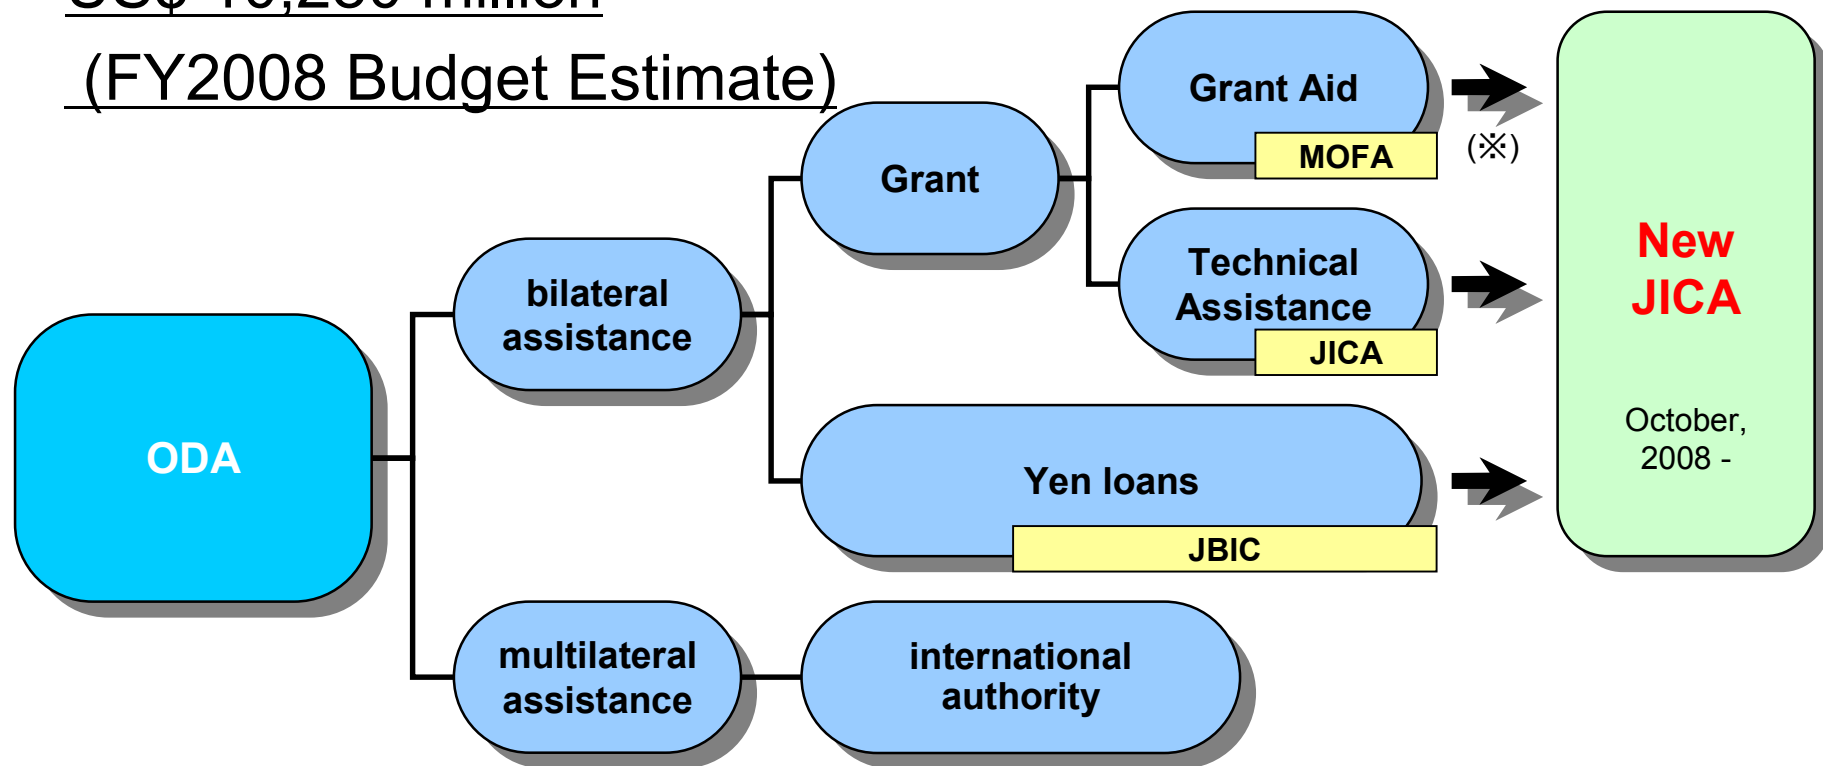 (FY2008 Budget Estimate)
Grant Aid
MOFA
(※)
Grant
Technical
Assistance
JICA
New
JICA
October,
2008 -
bilateral
assistance
ODA
Yen loans
JBIC
multilateral
assistance
international
authority